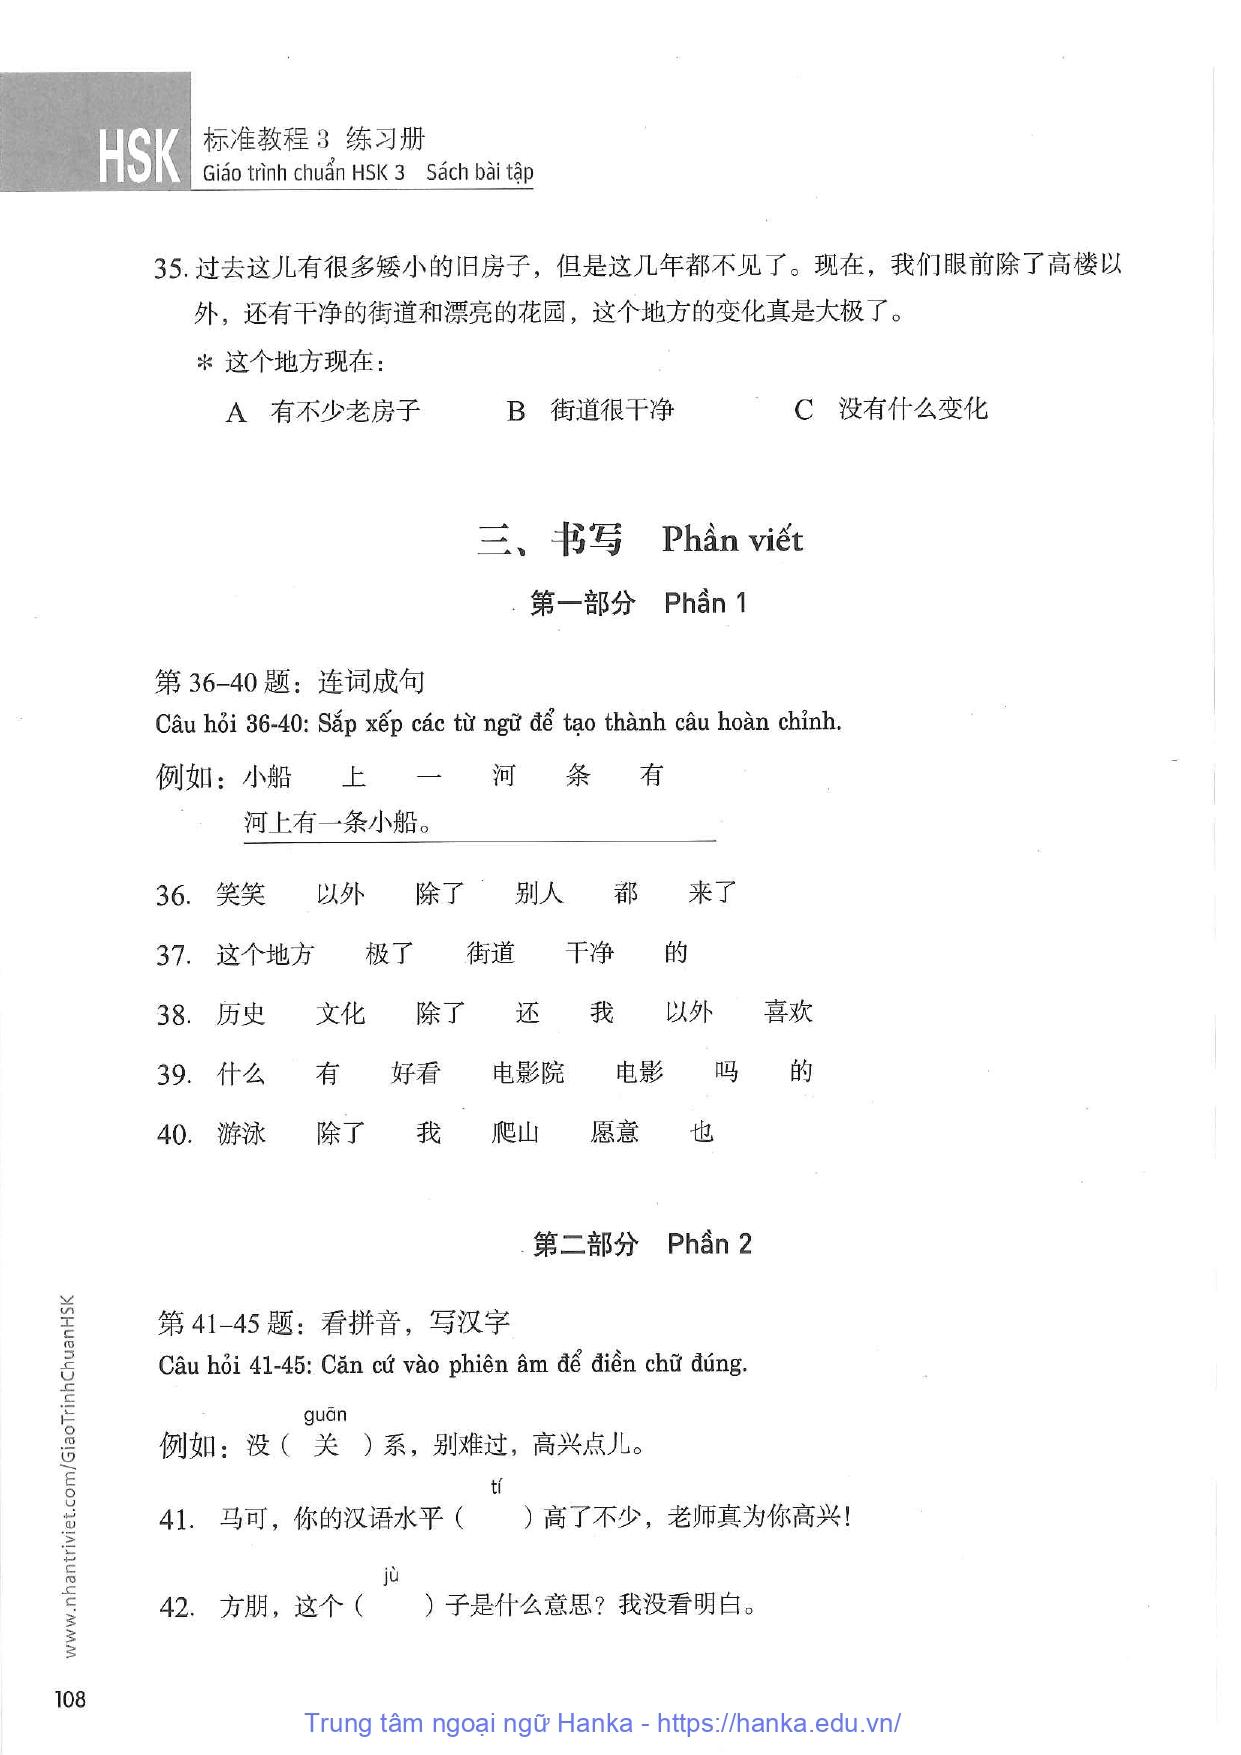 HSK 标准教程 3 练习册
Giáo trình chuẩn HSK 3 Sách bài tập
35. 过去这儿有很多矮小的旧房子，但是这几年都不见了。现在，我们眼前除了高楼以
外，还有干净的街道和漂亮的花园，这个地方的变化真是大极了。
* 这个地方现在：
A 有不少老房子 B 街道很干净 C 没有什么变化
三、书写 Phần viết
第一部分 Phần 1
第 36–40 题：连词成句
Câu hỏi 36-40: Sắp xếp các từ ngữ để tạo thành câu hoàn chỉnh.
例如：小船 上 一 河 条 有
河上有一条小船。
36. 笑笑 以外 除了 别人 都 来了
37. 这个地方 极了 街道 干净 的
38. 历史 文化 除了 还 我 以外 喜欢
39. 什么 有 好看 电影院 电影 吗 的
40. 游泳 除了 我 爬山 愿意 也
第二部分 Phần 2
第 41–45 题：看拼音，写汉字
Câu hỏi 41-45: Căn cứ vào phiên âm để điền chữ đúng.
guān
例如：没（ 关 ）系，别难过，高兴点儿。
tí
41. 马可，你的汉语水平（ ）高了不少，老师真为你高兴！
jù
42. 方朋，这个（ ）子是什么意思？我没看明白。
www.nhantriviet.com/GiaoTrinhChuanHSK
108
Trung tâm ngoại ngữ Hanka - https://hanka.edu.vn/